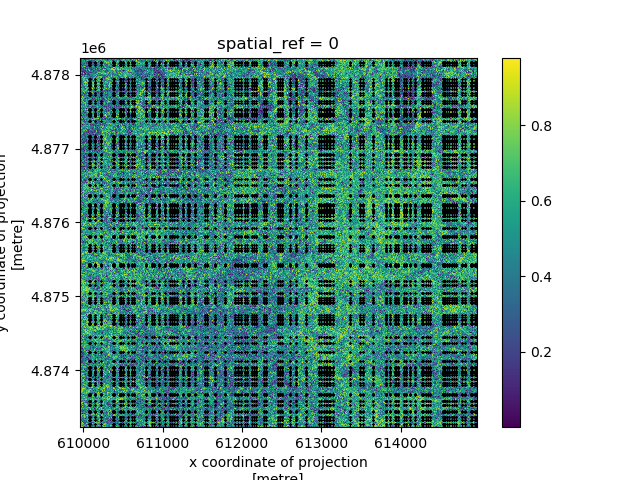 spatial_ref = 0
1e6
4.878
4.877
4.876
4.875
4.874
y coordinate of projection
[metre]
610000 611000 612000 613000 614000
x coordinate of projection
[metre]
0.8
0.6
0.4
0.2